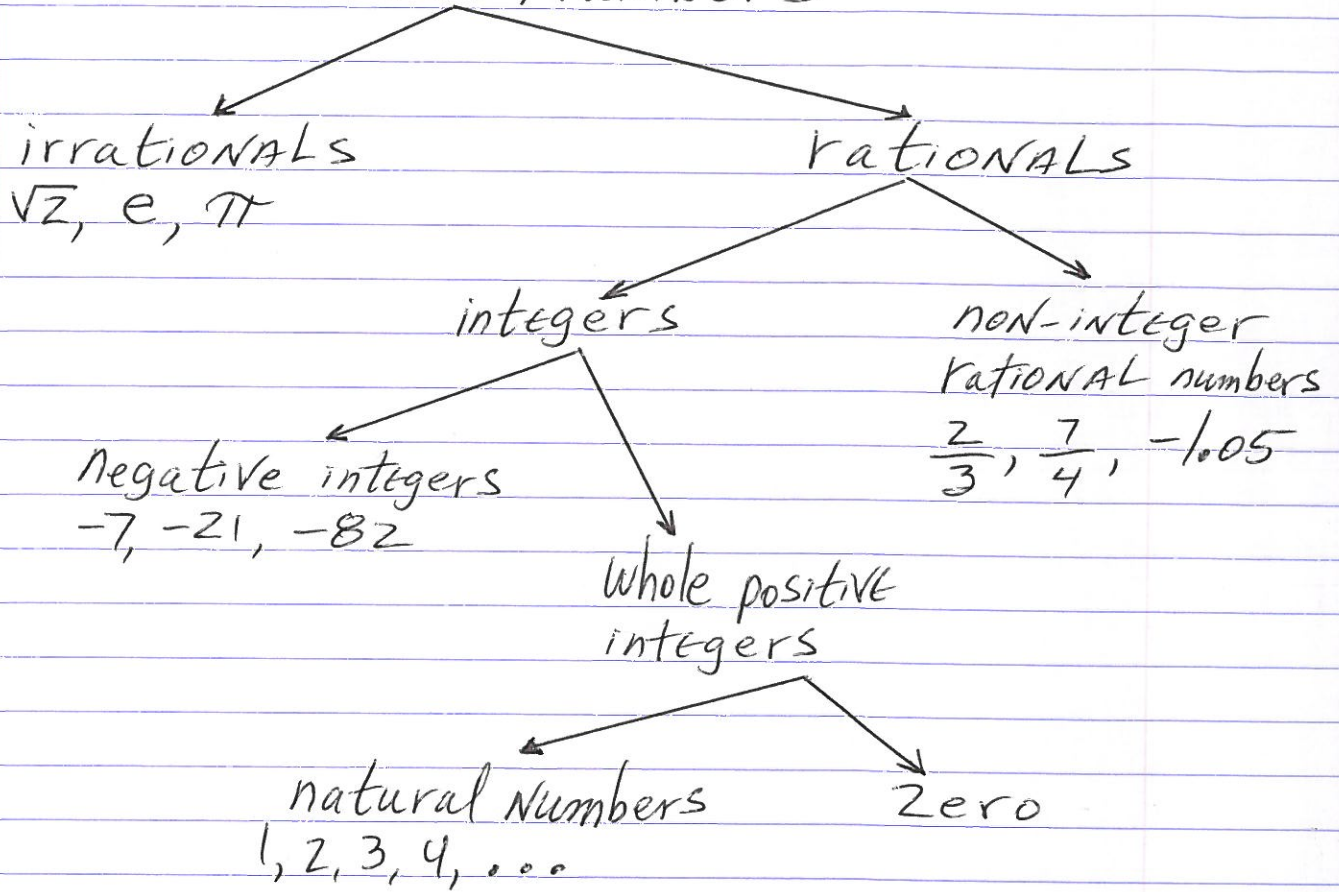 irrationals
√2, e, π
rationals
integers
non-integer
rational numbers
2/3, 7/4, -1.05
negative integers
-7, -21, -82
whole positive
integers
natural numbers
1, 2, 3, 4, ...
zero